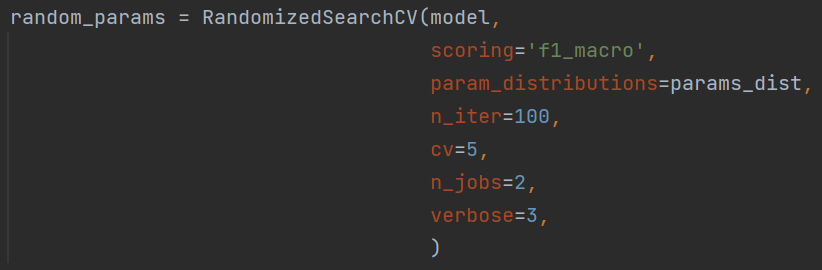 random_params = RandomizedSearchCV(model,
scoring='f1_macro',
param_distributions=params_dist,
n_iter=100,
cv=5,
n_jobs=2,
verbose=3,
)